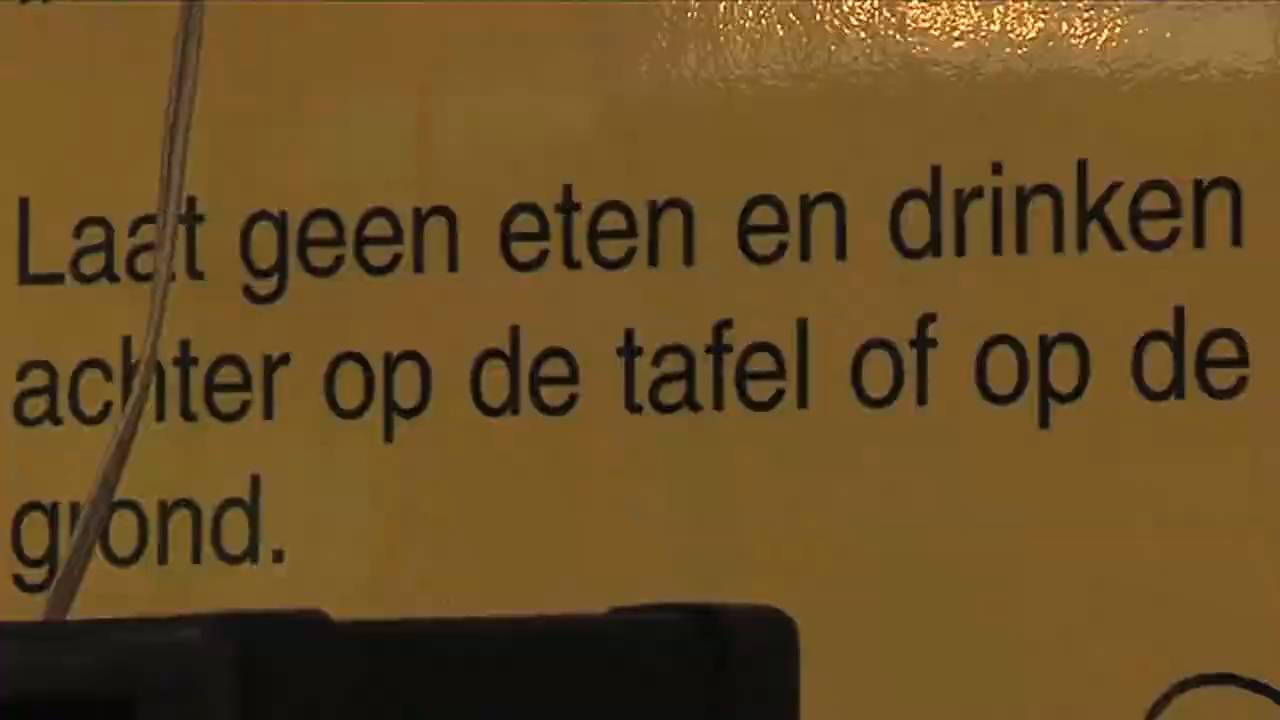 Laat geen eten en drinken
achter op de tafel of op de
grond.